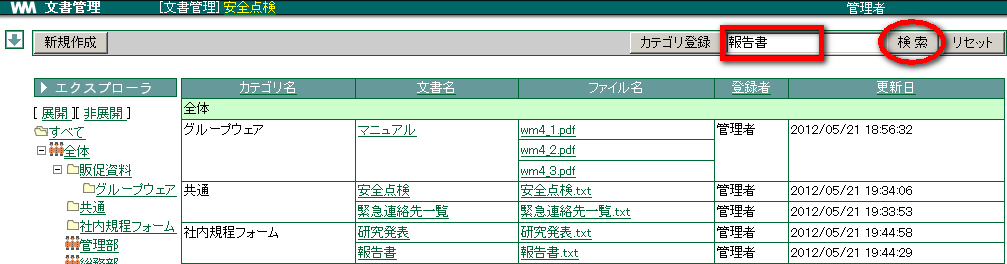 WM 文書管理 [文書管理] 安全点検 管理者
新規作成 カテゴリ登録 報告書 検索 リセット
エクスプローラ
[ 展開 ][ 非展開 ]
すべて
全体
販促資料
グループウェア
共通
社内規程フォーム
管理部
カテゴリ名 文書名 ファイル名 登録者 更新日
全体
グループウェア マニュアル wm4_1.pdf 管理者 2012/05/21 18:56:32
wm4_2.pdf
wm4_3.pdf
共通 安全点検 安全点検.txt 管理者 2012/05/21 19:34:06
緊急連絡先一覧 緊急連絡先一覧.txt 管理者 2012/05/21 19:33:53
社内規程フォーム 研究発表 研究発表.txt 管理者 2012/05/21 19:44:58
報告書 報告書.txt 管理者 2012/05/21 19:44:29